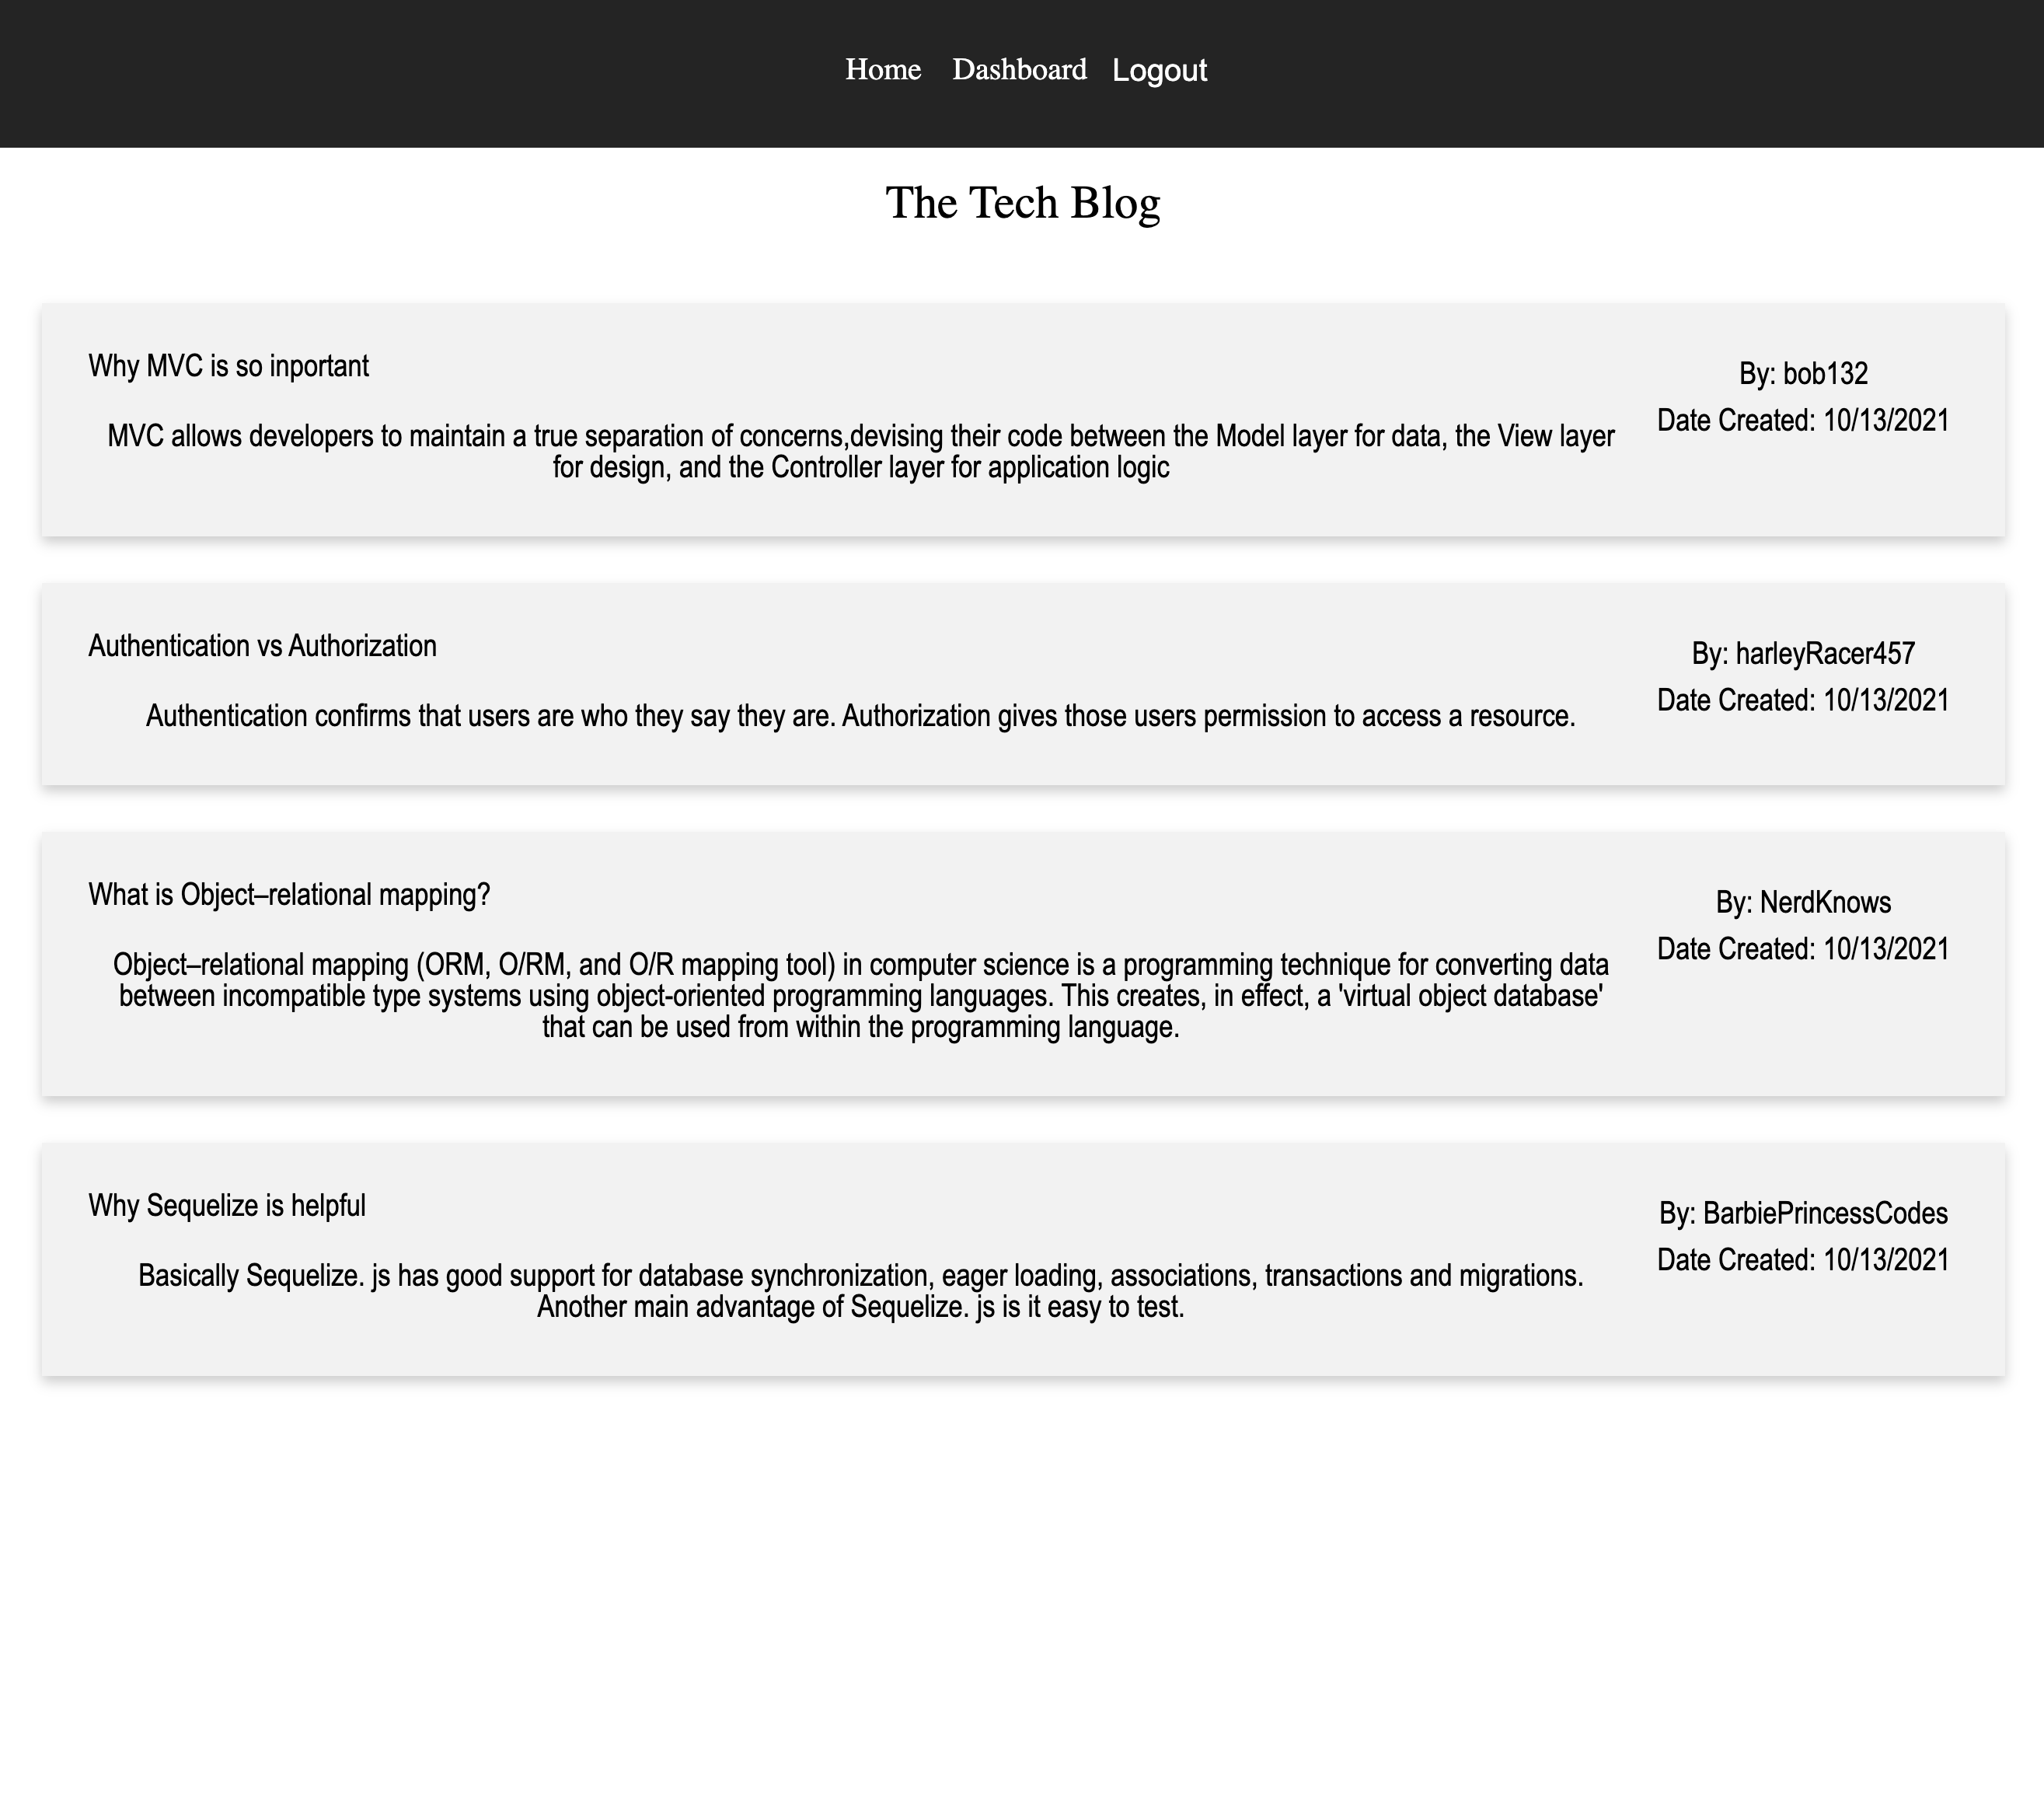 Home Dashboard Logout
The Tech Blog
Why MVC is so inportant
MVC allows developers to maintain a true separation of concerns,devising their code between the Model layer for data, the View layer
for design, and the Controller layer for application logic
By: bob132
Date Created: 10/13/2021
Authentication vs Authorization
Authentication confirms that users are who they say they are. Authorization gives those users permission to access a resource.
By: harleyRacer457
Date Created: 10/13/2021
What is Object–relational mapping?
Object–relational mapping (ORM, O/RM, and O/R mapping tool) in computer science is a programming technique for converting data
between incompatible type systems using object-oriented programming languages. This creates, in effect, a 'virtual object database'
that can be used from within the programming language.
By: NerdKnows
Date Created: 10/13/2021
Why Sequelize is helpful
Basically Sequelize. js has good support for database synchronization, eager loading, associations, transactions and migrations.
Another main advantage of Sequelize. js is it easy to test.
By: BarbiePrincessCodes
Date Created: 10/13/2021